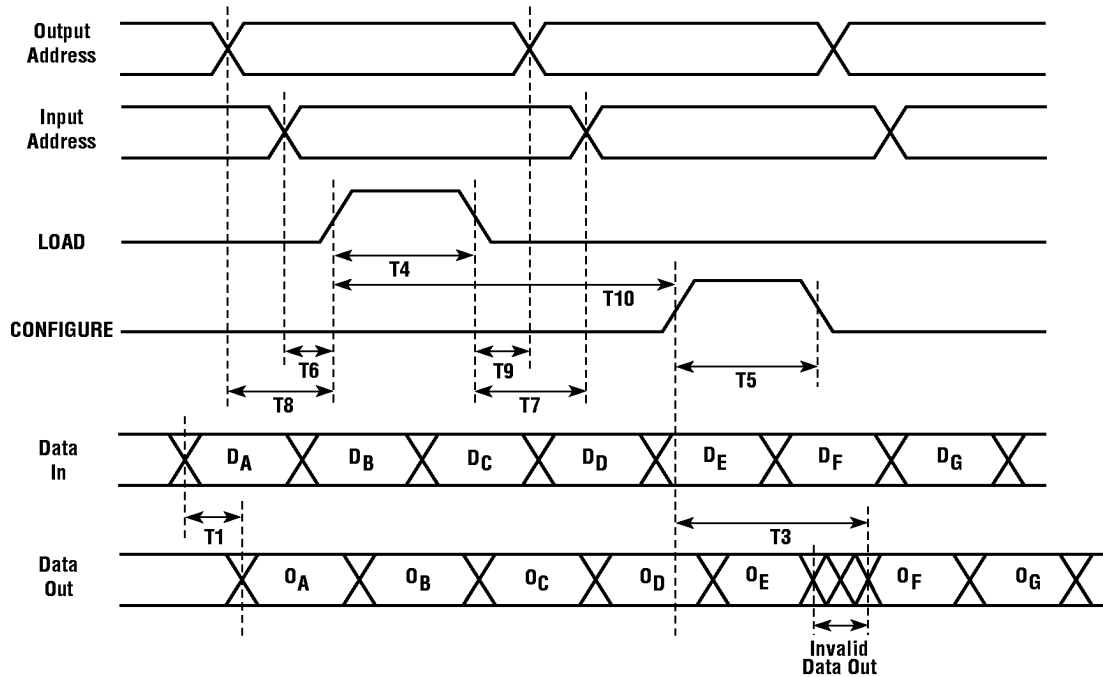 Output
Address
Input
Address
LOAD
T4
T10
CONFIGURE
T6
T9
T5
T8
T7
Data
In
DA DB DC DD DE DF DG
T1
T3
Data
Out
OA OB OC OD OE OF OG
Invalid
Data Out